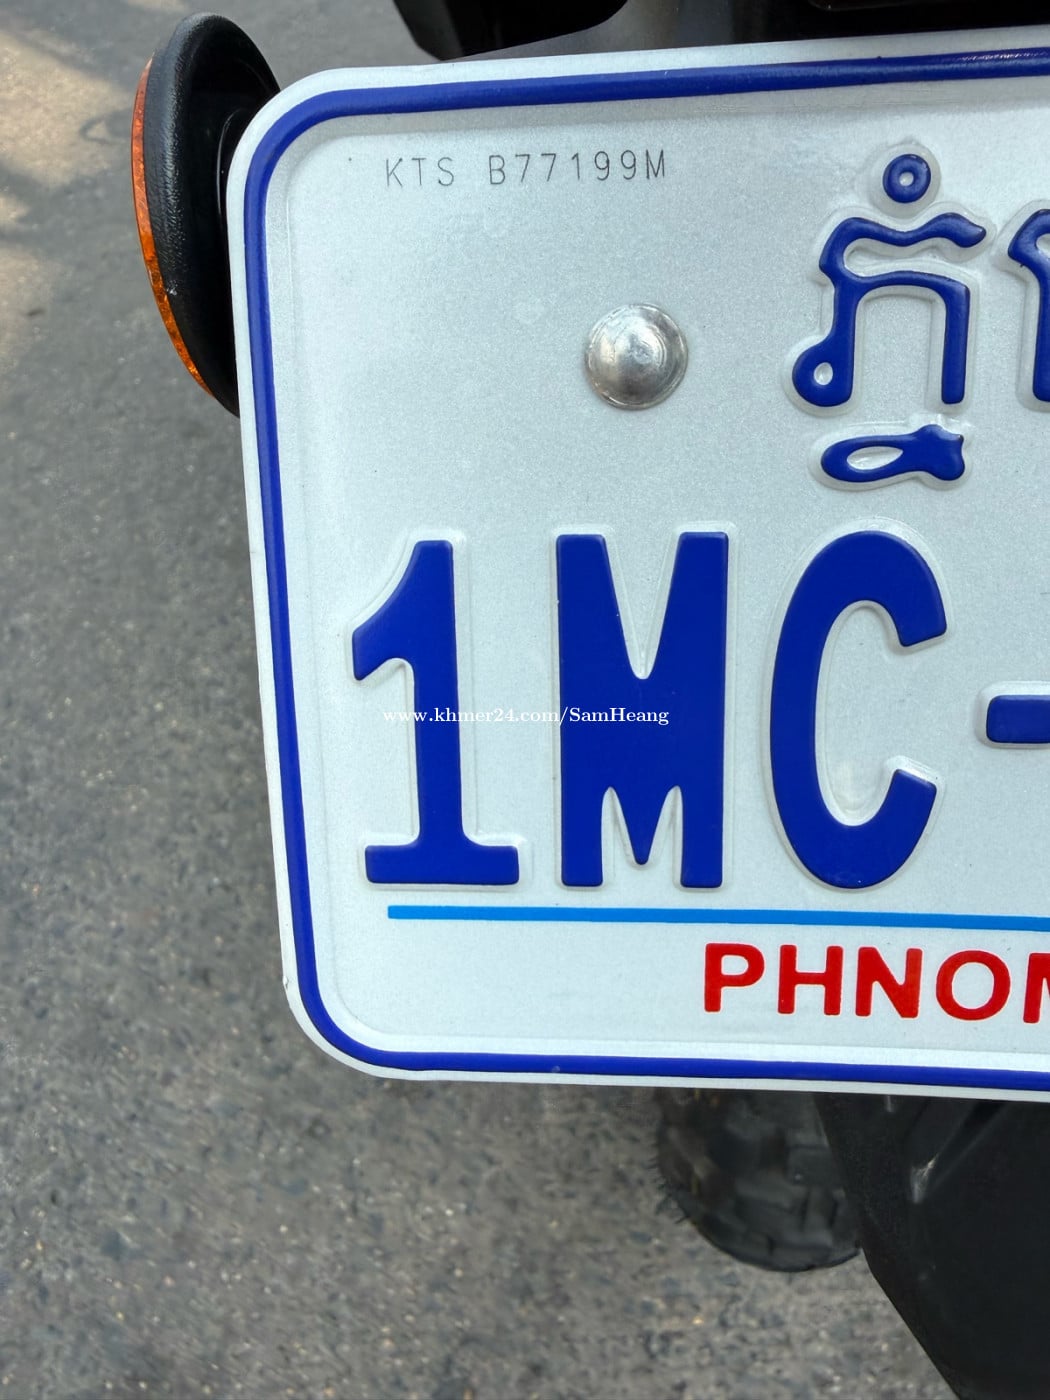 KTS B77199M
1MC-
www.khmer24.com/SamHeang
PHNOM